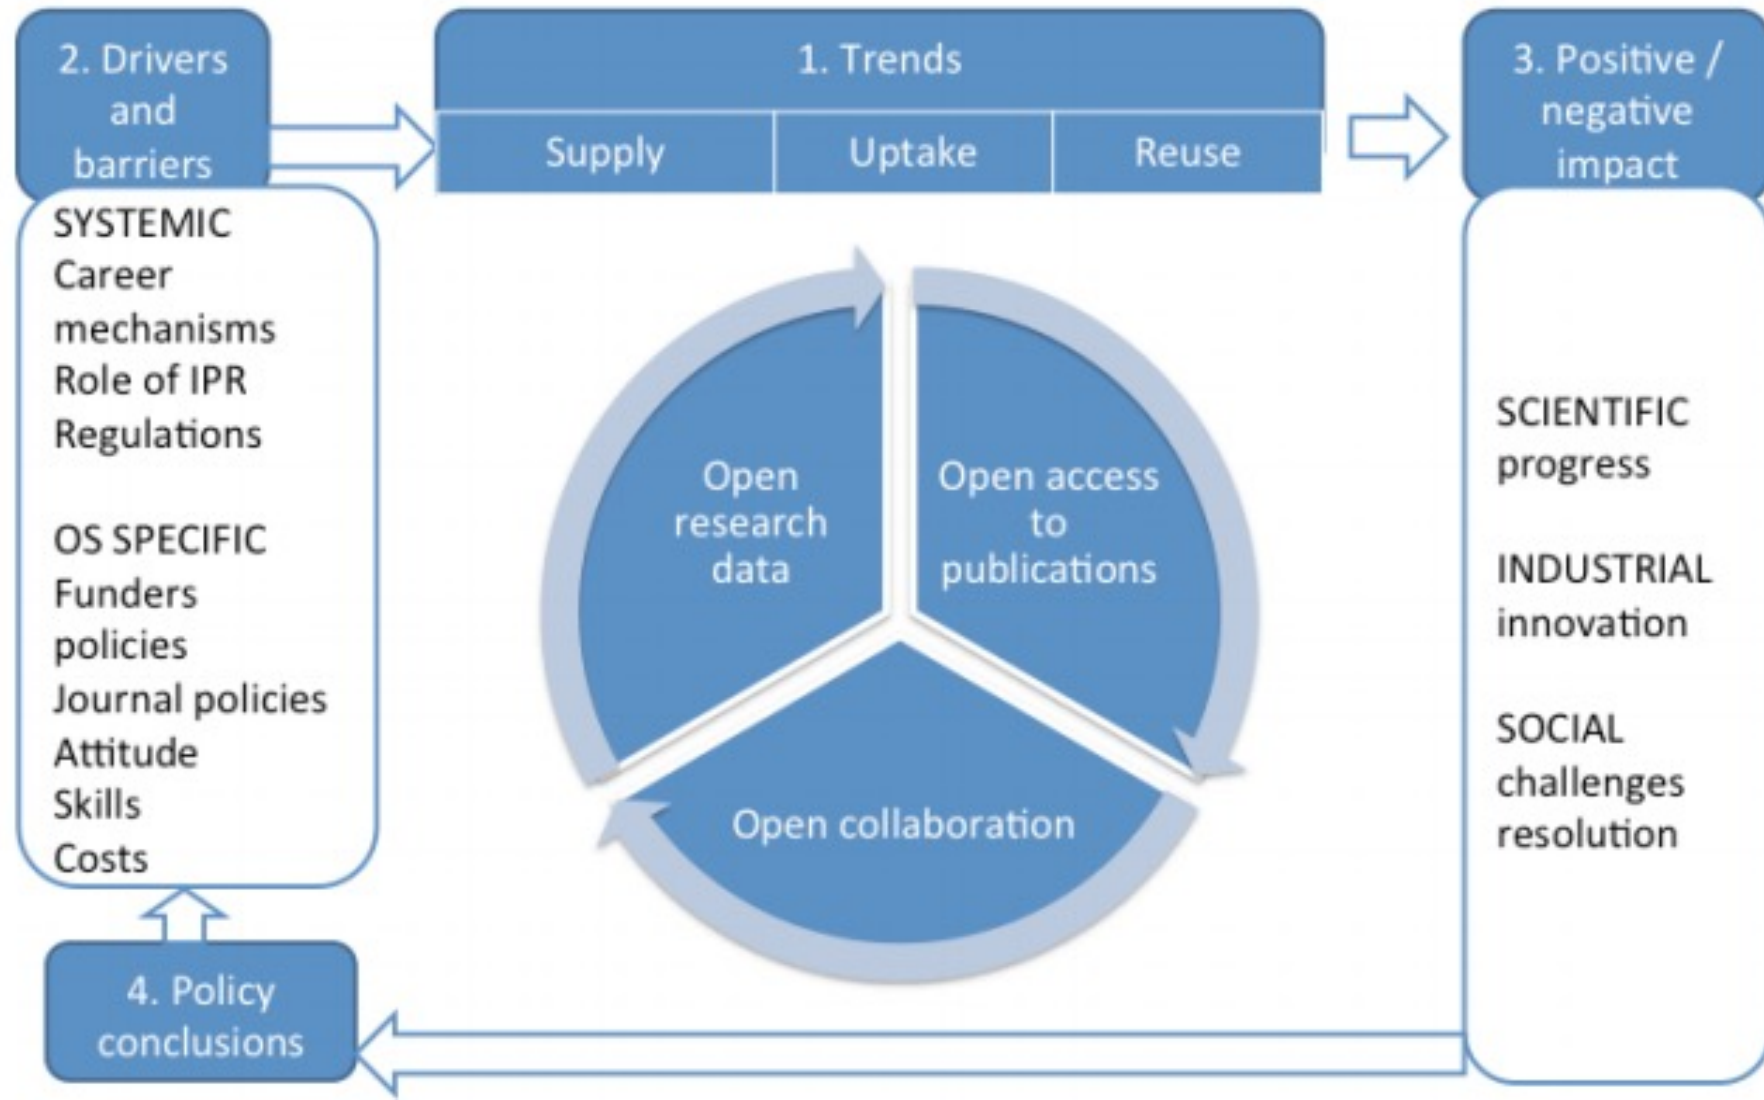 2. Drivers
and
barriers
SYSTEMIC
Career
mechanisms
Role of IPR
Regulations
OS SPECIFIC
Funders
policies
Journal policies
Attitude
Skills
Costs
1. Trends
Supply
Uptake
Reuse
Open
research
data
Open access
to
publications
Open collaboration
3. Positive /
negative
impact
SCIENTIFIC
progress
INDUSTRIAL
innovation
SOCIAL
challenges
resolution
4. Policy
conclusions